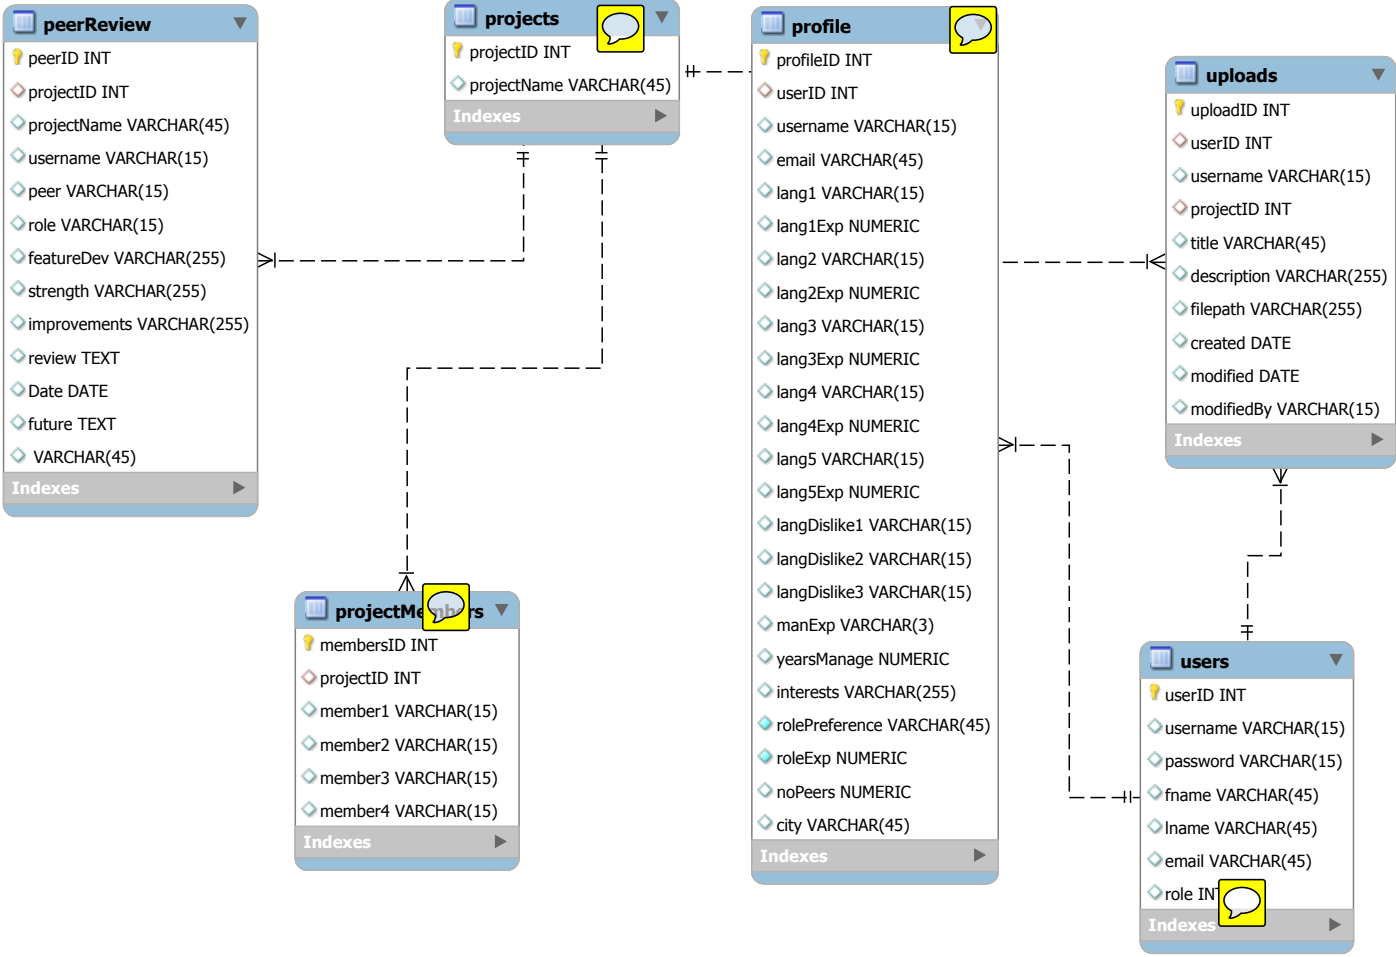 peerReview
peerID INT
projectID INT
projectName VARCHAR(45)
username VARCHAR(15)
peer VARCHAR(15)
role VARCHAR(15)
featureDev VARCHAR(255)
strength VARCHAR(255)
improvements VARCHAR(255)
review TEXT
Date DATE
future TEXT
VARCHAR(45)
Indexes
projects
projectID INT
projectName VARCHAR(45)
Indexes
projectMembers
membersID INT
projectID INT
member1 VARCHAR(15)
member2 VARCHAR(15)
member3 VARCHAR(15)
member4 VARCHAR(15)
Indexes
profile
profileID INT
userID INT
username VARCHAR(15)
email VARCHAR(45)
lang1 VARCHAR(15)
lang1Exp NUMERIC
lang2 VARCHAR(15)
lang2Exp NUMERIC
lang3 VARCHAR(15)
lang3Exp NUMERIC
lang4 VARCHAR(15)
lang4Exp NUMERIC
lang5 VARCHAR(15)
lang5Exp NUMERIC
langDislike1 VARCHAR(15)
langDislike2 VARCHAR(15)
langDislike3 VARCHAR(15)
manExp VARCHAR(3)
yearsManage NUMERIC
interests VARCHAR(255)
rolePreference VARCHAR(45)
roleExp NUMERIC
noPeers NUMERIC
city VARCHAR(45)
Indexes
uploads
uploadID INT
userID INT
username VARCHAR(15)
projectID INT
title VARCHAR(45)
description VARCHAR(255)
filepath VARCHAR(255)
created DATE
modified DATE
modifiedBy VARCHAR(15)
Indexes
users
userID INT
username VARCHAR(15)
password VARCHAR(15)
fname VARCHAR(45)
lname VARCHAR(45)
email VARCHAR(45)
role INT
Indexes